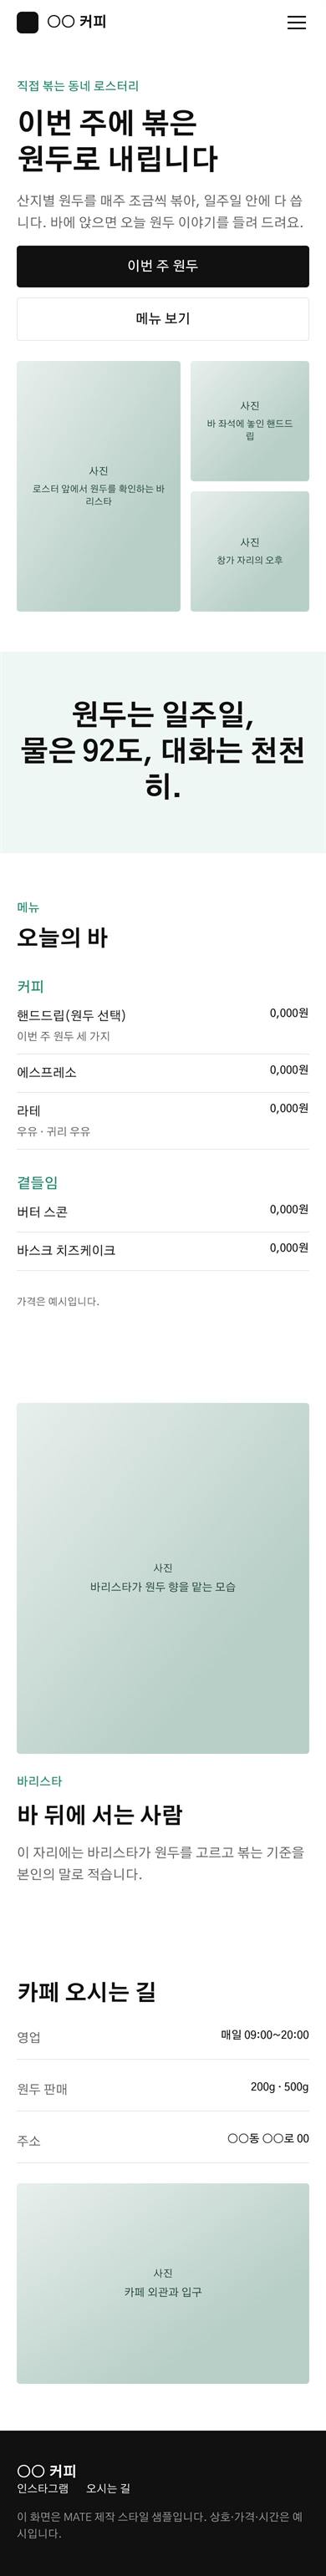 ○○ 커피
직접 볶는 동네 로스터리
이번 주에 볶은
원두로 내립니다
산지별 원두를 매주 조금씩 볶아, 일주일 안에 다 씁
니다. 바에 앉으면 오늘 원두 이야기를 들려 드려요.
이번 주 원두
메뉴 보기
사진
로스터 앞에서 원두를 확인하는 바
리스타
사진
바 좌석에 놓인 핸드드
립
사진
창가 자리의 오후
원두는 일주일,
물은 92도, 대화는 천천
히.
메뉴
오늘의 바
커피
핸드드립(원두 선택) 0,000원
이번 주 원두 세 가지
에스프레소 0,000원
라테 0,000원
우유 · 귀리 우유
곁들임
버터 스콘 0,000원
바스크 치즈케이크 0,000원
가격은 예시입니다.
사진
바리스타가 원두 향을 맡는 모습
바리스타
바 뒤에 서는 사람
이 자리에는 바리스타가 원두를 고르고 볶는 기준을
본인의 말로 적습니다.
카페 오시는 길
영업 매일 09:00~20:00
원두 판매 200g · 500g
주소 ○○동 ○○로 00
사진
카페 외관과 입구
○○ 커피
인스타그램 오시는 길
이 화면은 MATE 제작 스타일 샘플입니다. 상호·가격·시간은 예
시입니다.